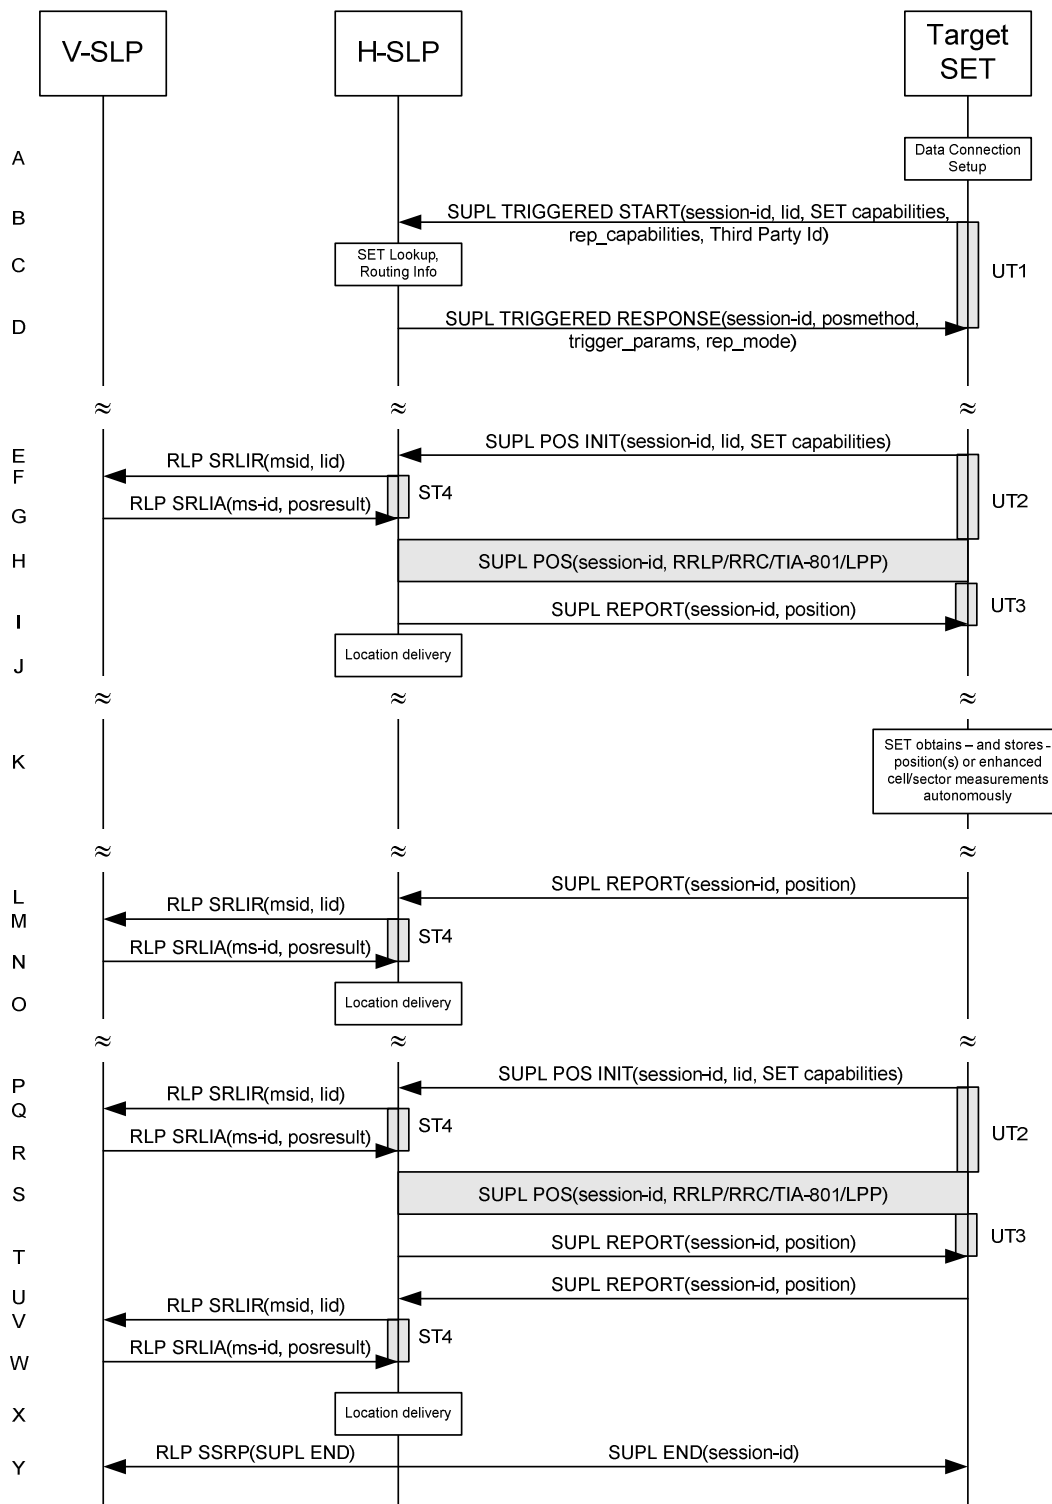 V-SLP
H-SLP
Target
SET
A
Data Connection
Setup
B
SUPL TRIGGERED START(session-id, lid, SET capabilities,
rep_capabilities, Third Party Id)
C
SET Lookup,
Routing Info
UT1
D
SUPL TRIGGERED RESPONSE(session-id, posmethod,
trigger_params, rep_mode)
≈ ≈ ≈
E
SUPL POS INIT(session-id, lid, SET capabilities)
F
RLP SRLIR(msid, lid)
ST4
UT2
G
RLP SRLIA(ms-id, posresult)
H
SUPL POS(session-id, RRLP/RRC/TIA-801/LPP)
UT3
I
SUPL REPORT(session-id, position)
J
Location delivery
≈ ≈ ≈
K
SET obtains – and stores -
position(s) or enhanced
cell/sector measurements
autonomously
≈ ≈ ≈
L
SUPL REPORT(session-id, position)
M
RLP SRLIR(msid, lid)
ST4
N
RLP SRLIA(ms-id, posresult)
O
Location delivery
≈ ≈ ≈
P
SUPL POS INIT(session-id, lid, SET capabilities)
Q
RLP SRLIR(msid, lid)
ST4
UT2
R
RLP SRLIA(ms-id, posresult)
S
SUPL POS(session-id, RRLP/RRC/TIA-801/LPP)
UT3
T
SUPL REPORT(session-id, position)
U
SUPL REPORT(session-id, position)
V
RLP SRLIR(msid, lid)
ST4
W
RLP SRLIA(ms-id, posresult)
X
Location delivery
Y
RLP SSRP(SUPL END)
SUPL END(session-id)